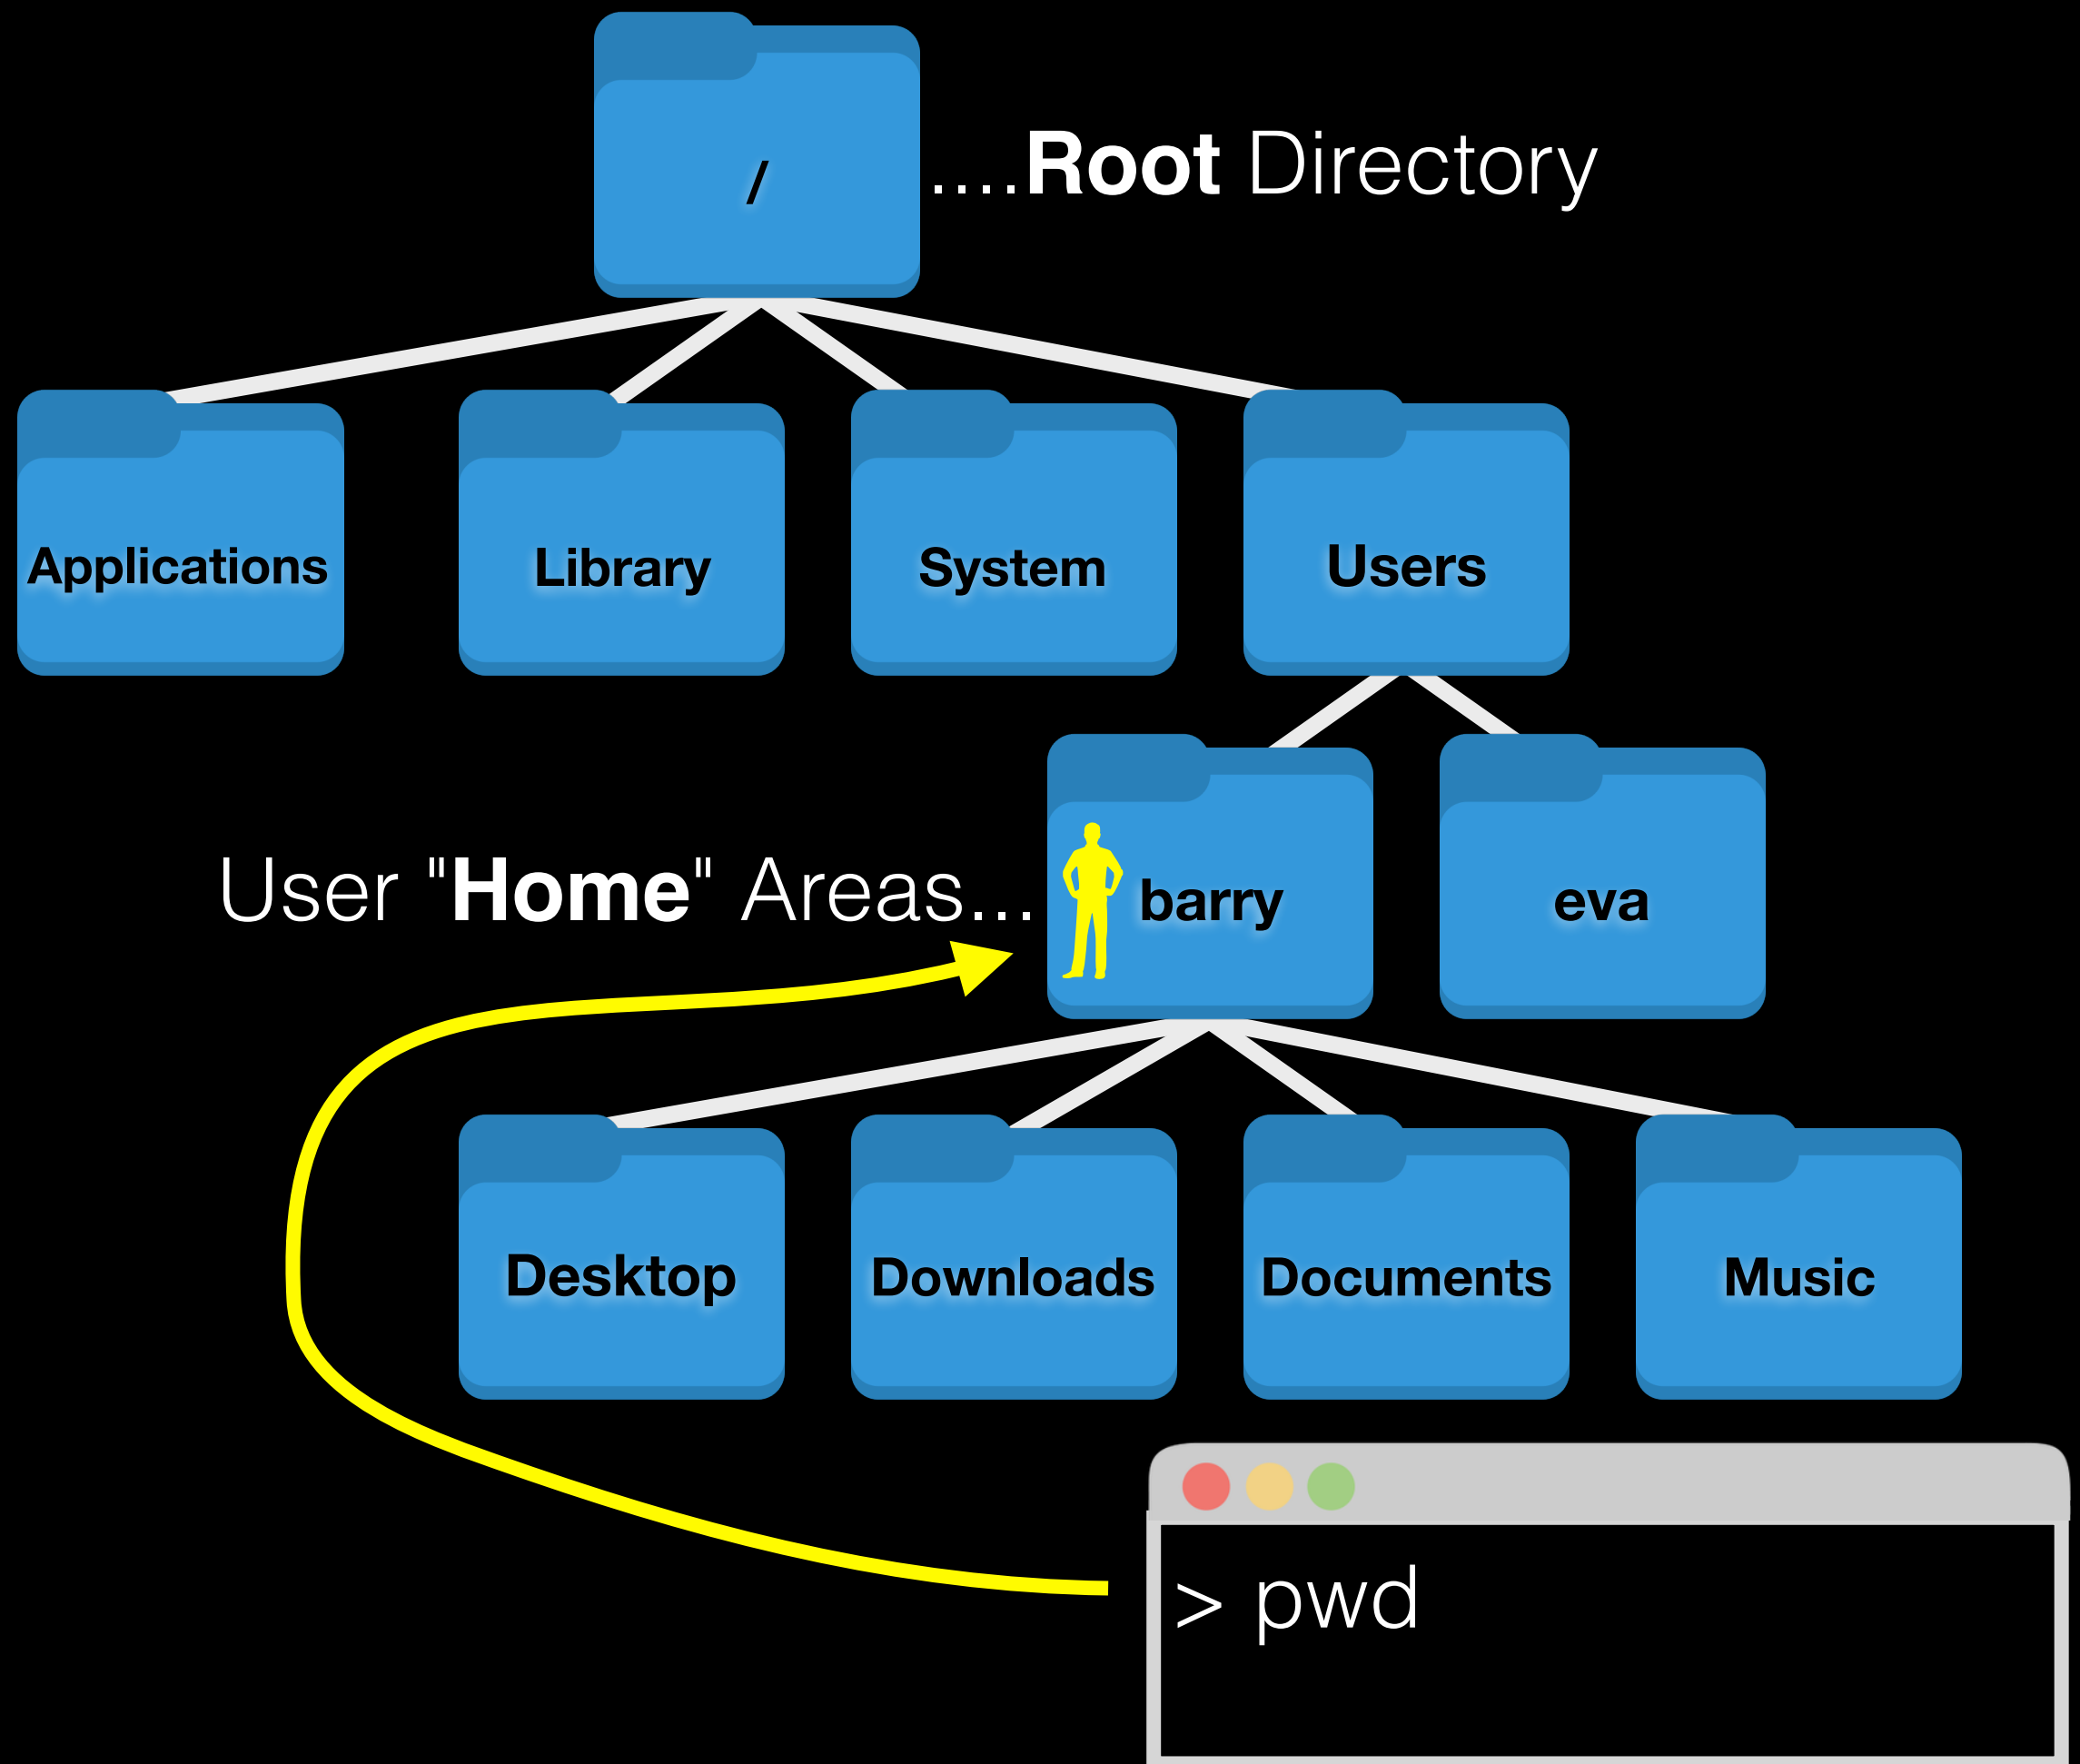 /
....Root Directory
Applications
Library
System
Users
User "Home" Areas...
barry
eva
Desktop
Downloads
Documents
Music
> pwd